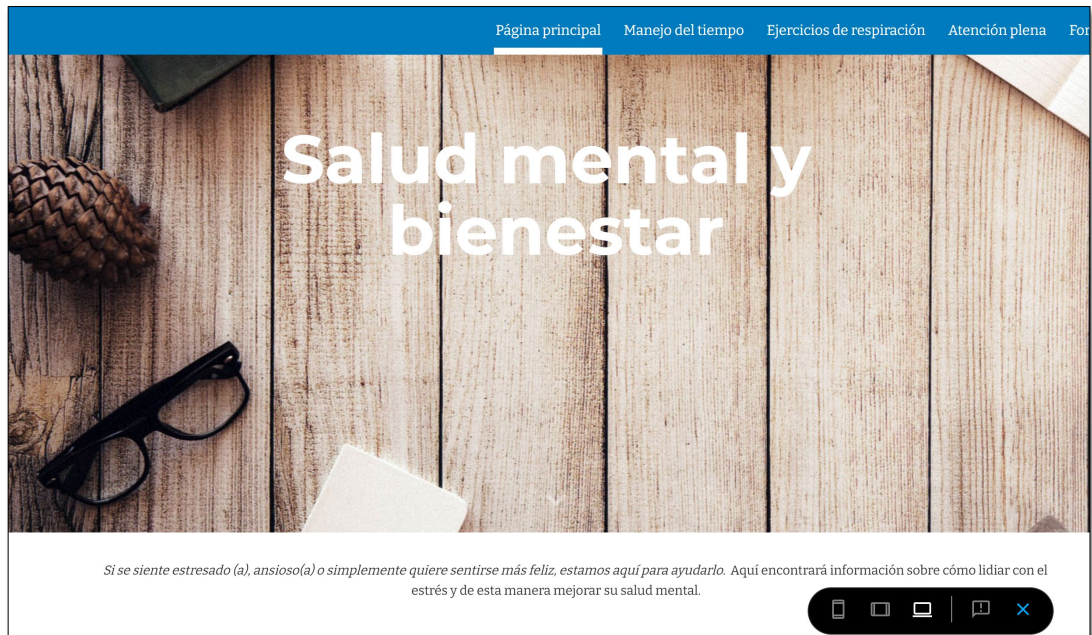 Página principal Manejo del tiempo Ejercicios de respiración Atención plena For
Salud mental y
bienestar
Si se siente estresado (a), ansioso(a) o simplemente quiere sentirse más feliz, estamos aquí para ayudarlo. Aquí encontrará información sobre cómo lidiar con el
estrés y de esta manera mejorar su salud mental.